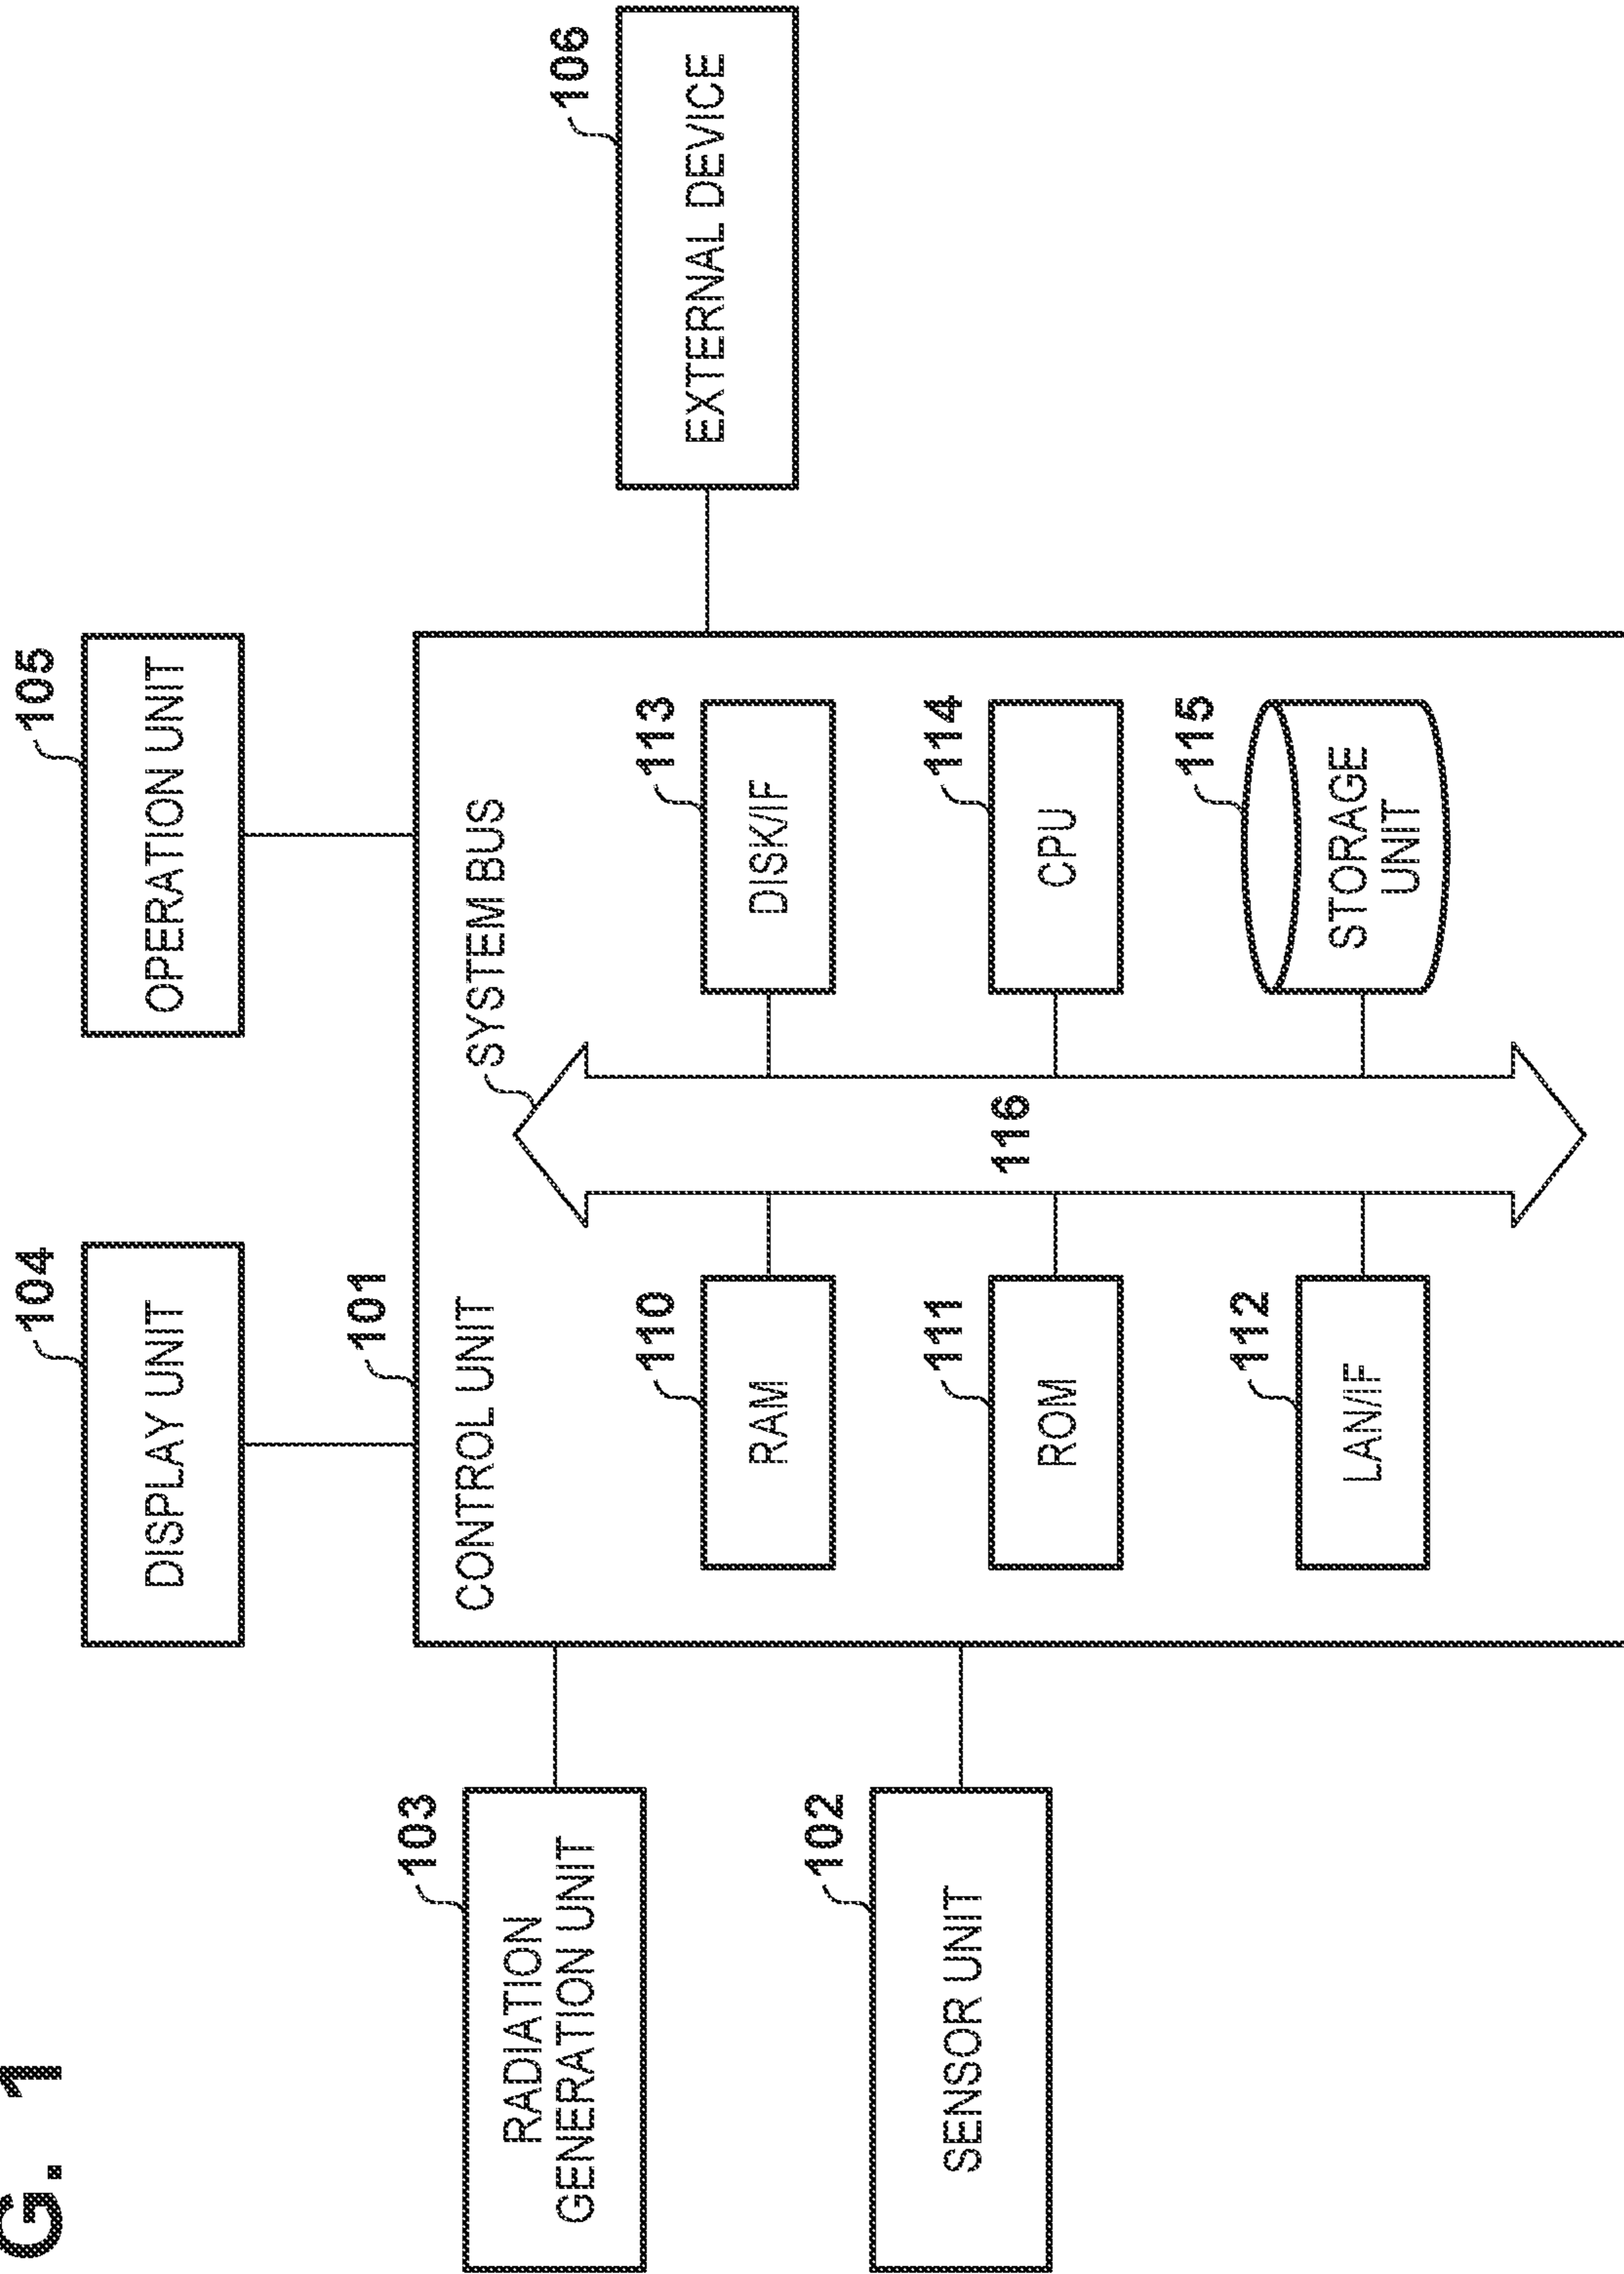 G. 1
104
DISPLAY UNIT
105
OPERATION UNIT
101
CONTROL UNIT
SYSTEM BUS
103
RADIATION
GENERATION UNIT
106
EXTERNAL DEVICE
110
RAM
113
DISK/IF
102
SENSOR UNIT
111
ROM
116
114
CPU
112
LAN/IF
115
STORAGE
UNIT